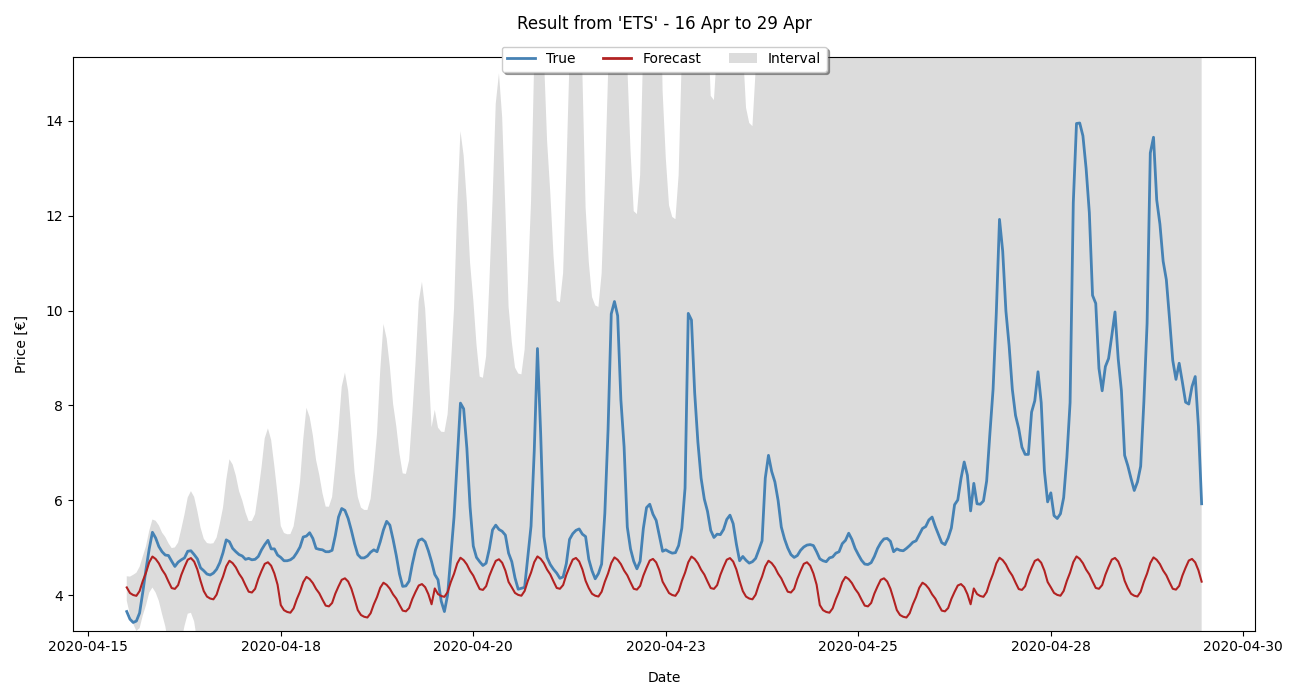 Result from 'ETS' - 16 Apr to 29 Apr
True Forecast Interval
Price [€]
14
12
10
8
6
4
2020-04-15 2020-04-18 2020-04-20 2020-04-23 2020-04-25 2020-04-28 2020-04-30
Date